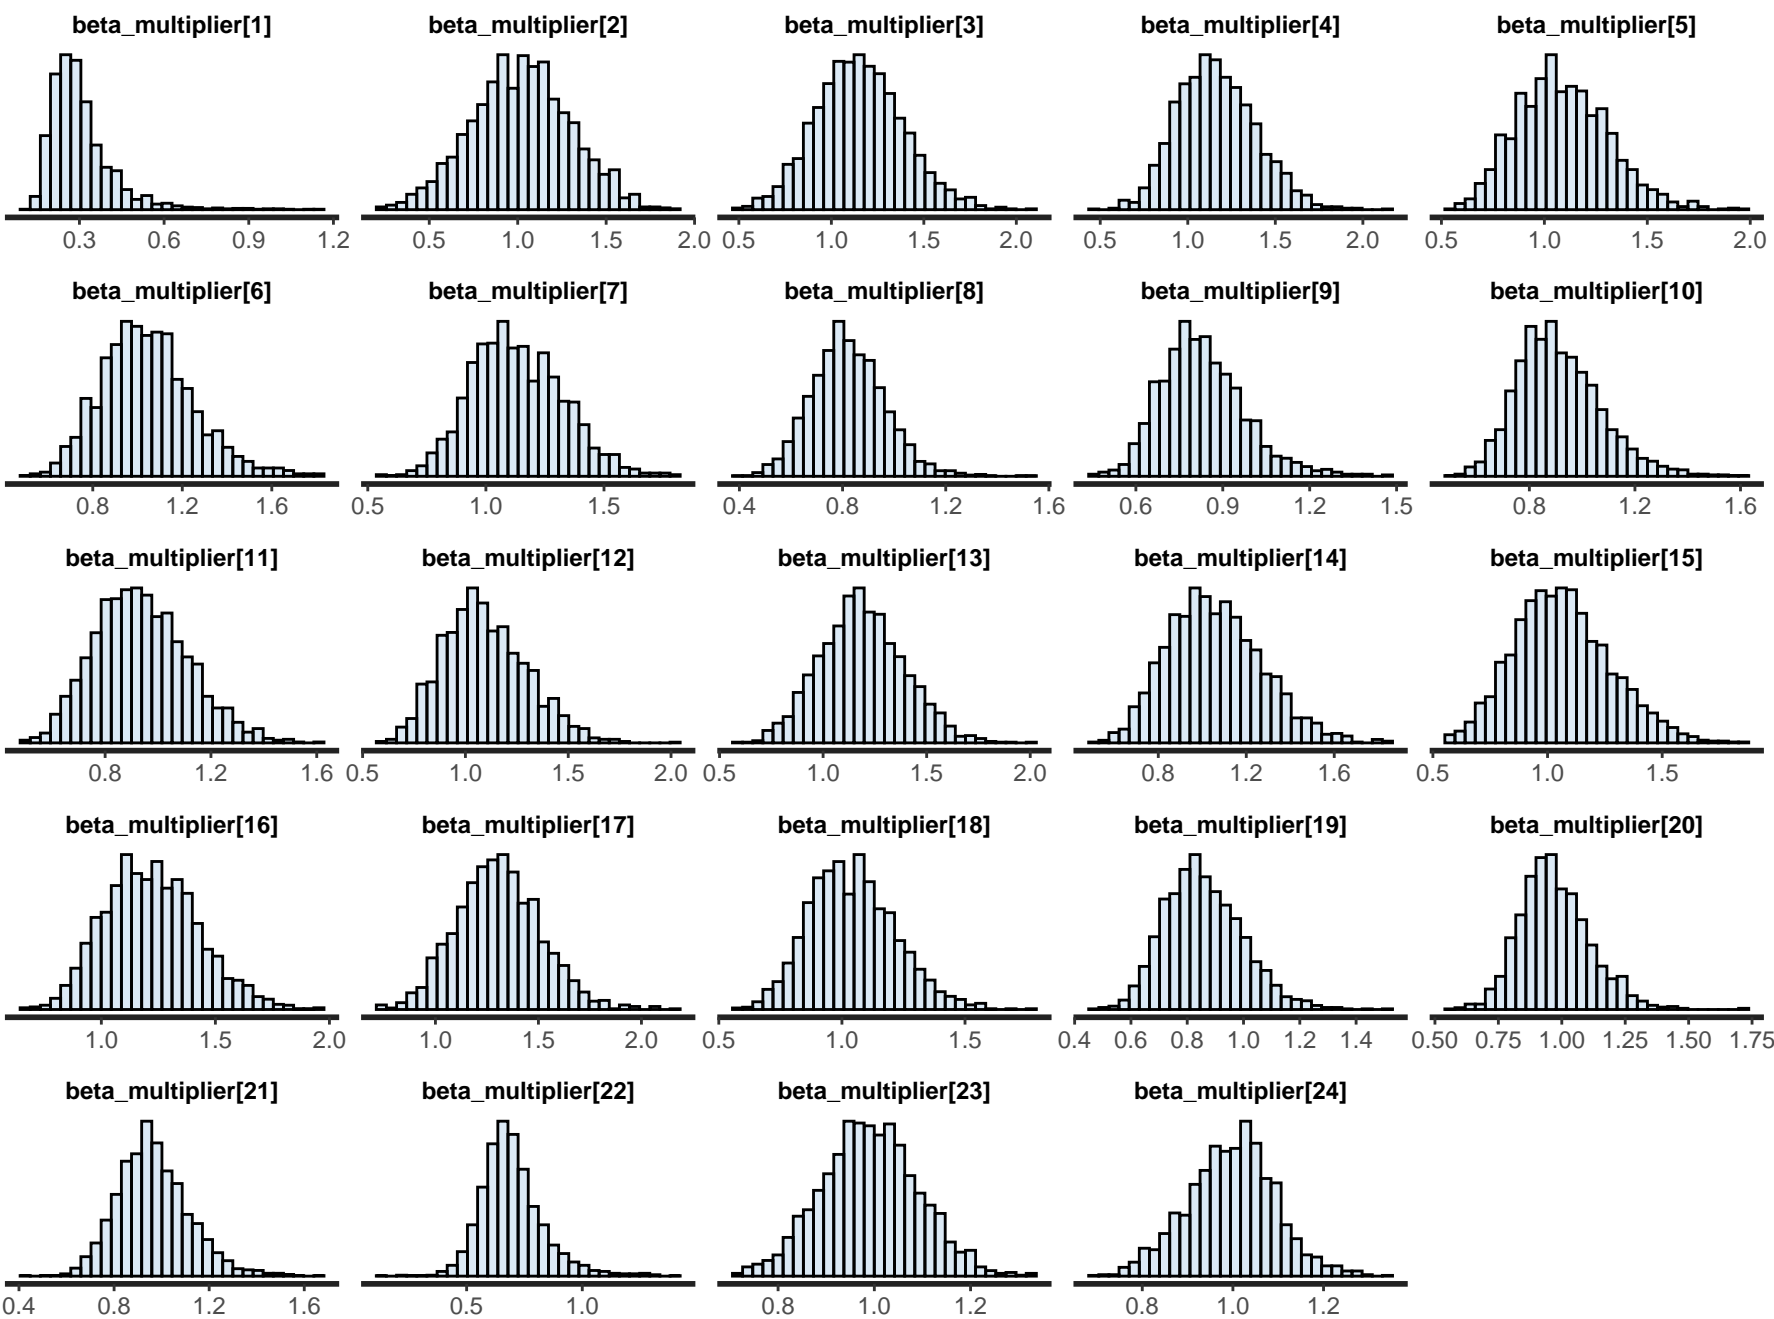 beta_multiplier[1] beta_multiplier[2] beta_multiplier[3] beta_multiplier[4] beta_multiplier[5]
0.3 0.6 0.9 1.2 0.5 1.0 1.5 2.0 0.5 1.0 1.5 2.0 0.5 1.0 1.5 2.0 0.5 1.0 1.5 2.0
beta_multiplier[6] beta_multiplier[7] beta_multiplier[8] beta_multiplier[9] beta_multiplier[10]
0.8 1.2 1.6 0.5 1.0 1.5 0.4 0.8 1.2 1.6 0.6 0.9 1.2 1.5 0.8 1.2 1.6
beta_multiplier[11] beta_multiplier[12] beta_multiplier[13] beta_multiplier[14] beta_multiplier[15]
0.8 1.2 1.6 0.5 1.0 1.5 2.0 0.5 1.0 1.5 2.0 0.8 1.2 1.6 0.5 1.0 1.5
beta_multiplier[16] beta_multiplier[17] beta_multiplier[18] beta_multiplier[19] beta_multiplier[20]
1.0 1.5 2.0 1.0 1.5 2.0 0.5 1.0 1.5 0.4 0.6 0.8 1.0 1.2 1.4 0.50 0.75 1.00 1.25 1.50 1.75
beta_multiplier[21] beta_multiplier[22] beta_multiplier[23] beta_multiplier[24]
0.4 0.8 1.2 1.6 0.5 1.0 0.8 1.0 1.2 0.8 1.0 1.2